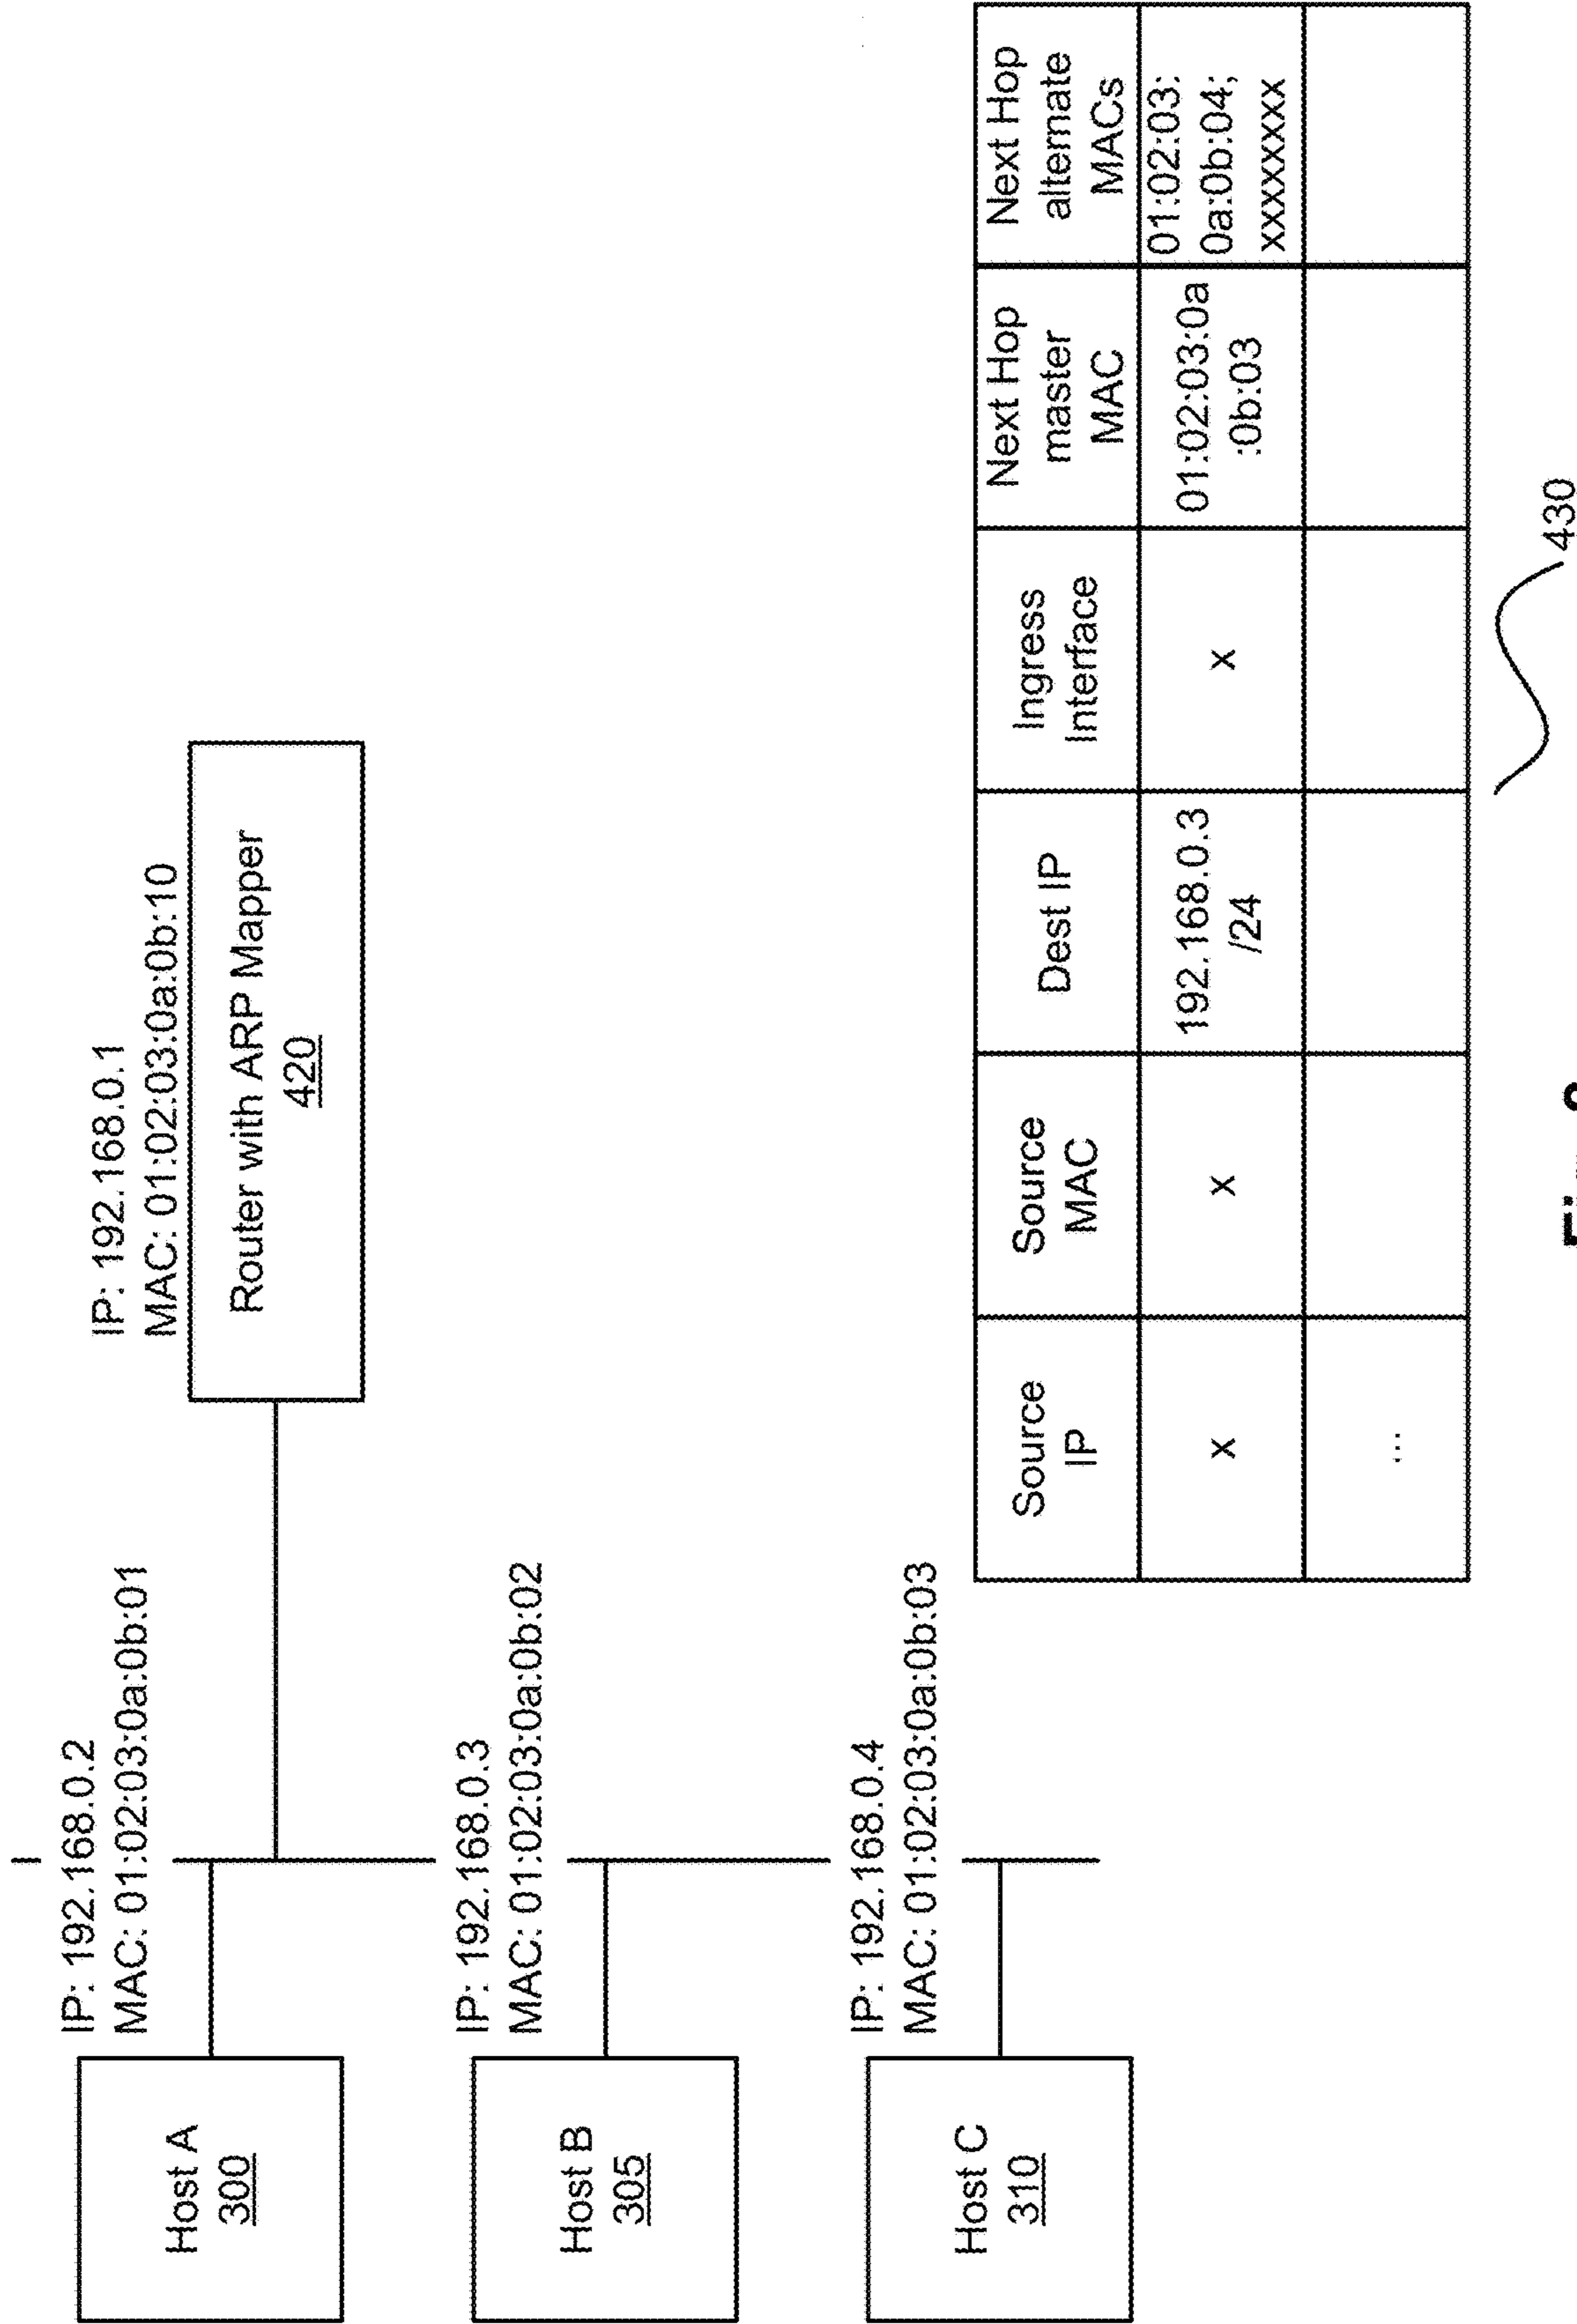 IP: 192.168.0.2
MAC: 01:02:03:0a:0b:01
Host A
300
IP: 192.168.0.1
MAC: 01:02:03:0a:0b:10
Router with ARP Mapper
420
IP: 192.168.0.3
MAC: 01:02:03:0a:0b:02
Host B
305
IP: 192.168.0.4
MAC: 01:02:03:0a:0b:03
Host C
310
Source
IP
Source
MAC
Dest IP
Ingress
Interface
Next Hop
master
MAC
Next Hop
alternate
MACs
x
x
192.168.0.3
/24
x
01:02:03:0a
:0b:03
01:02:03:
0a:0b:04;
xxxxxxxx
...
430